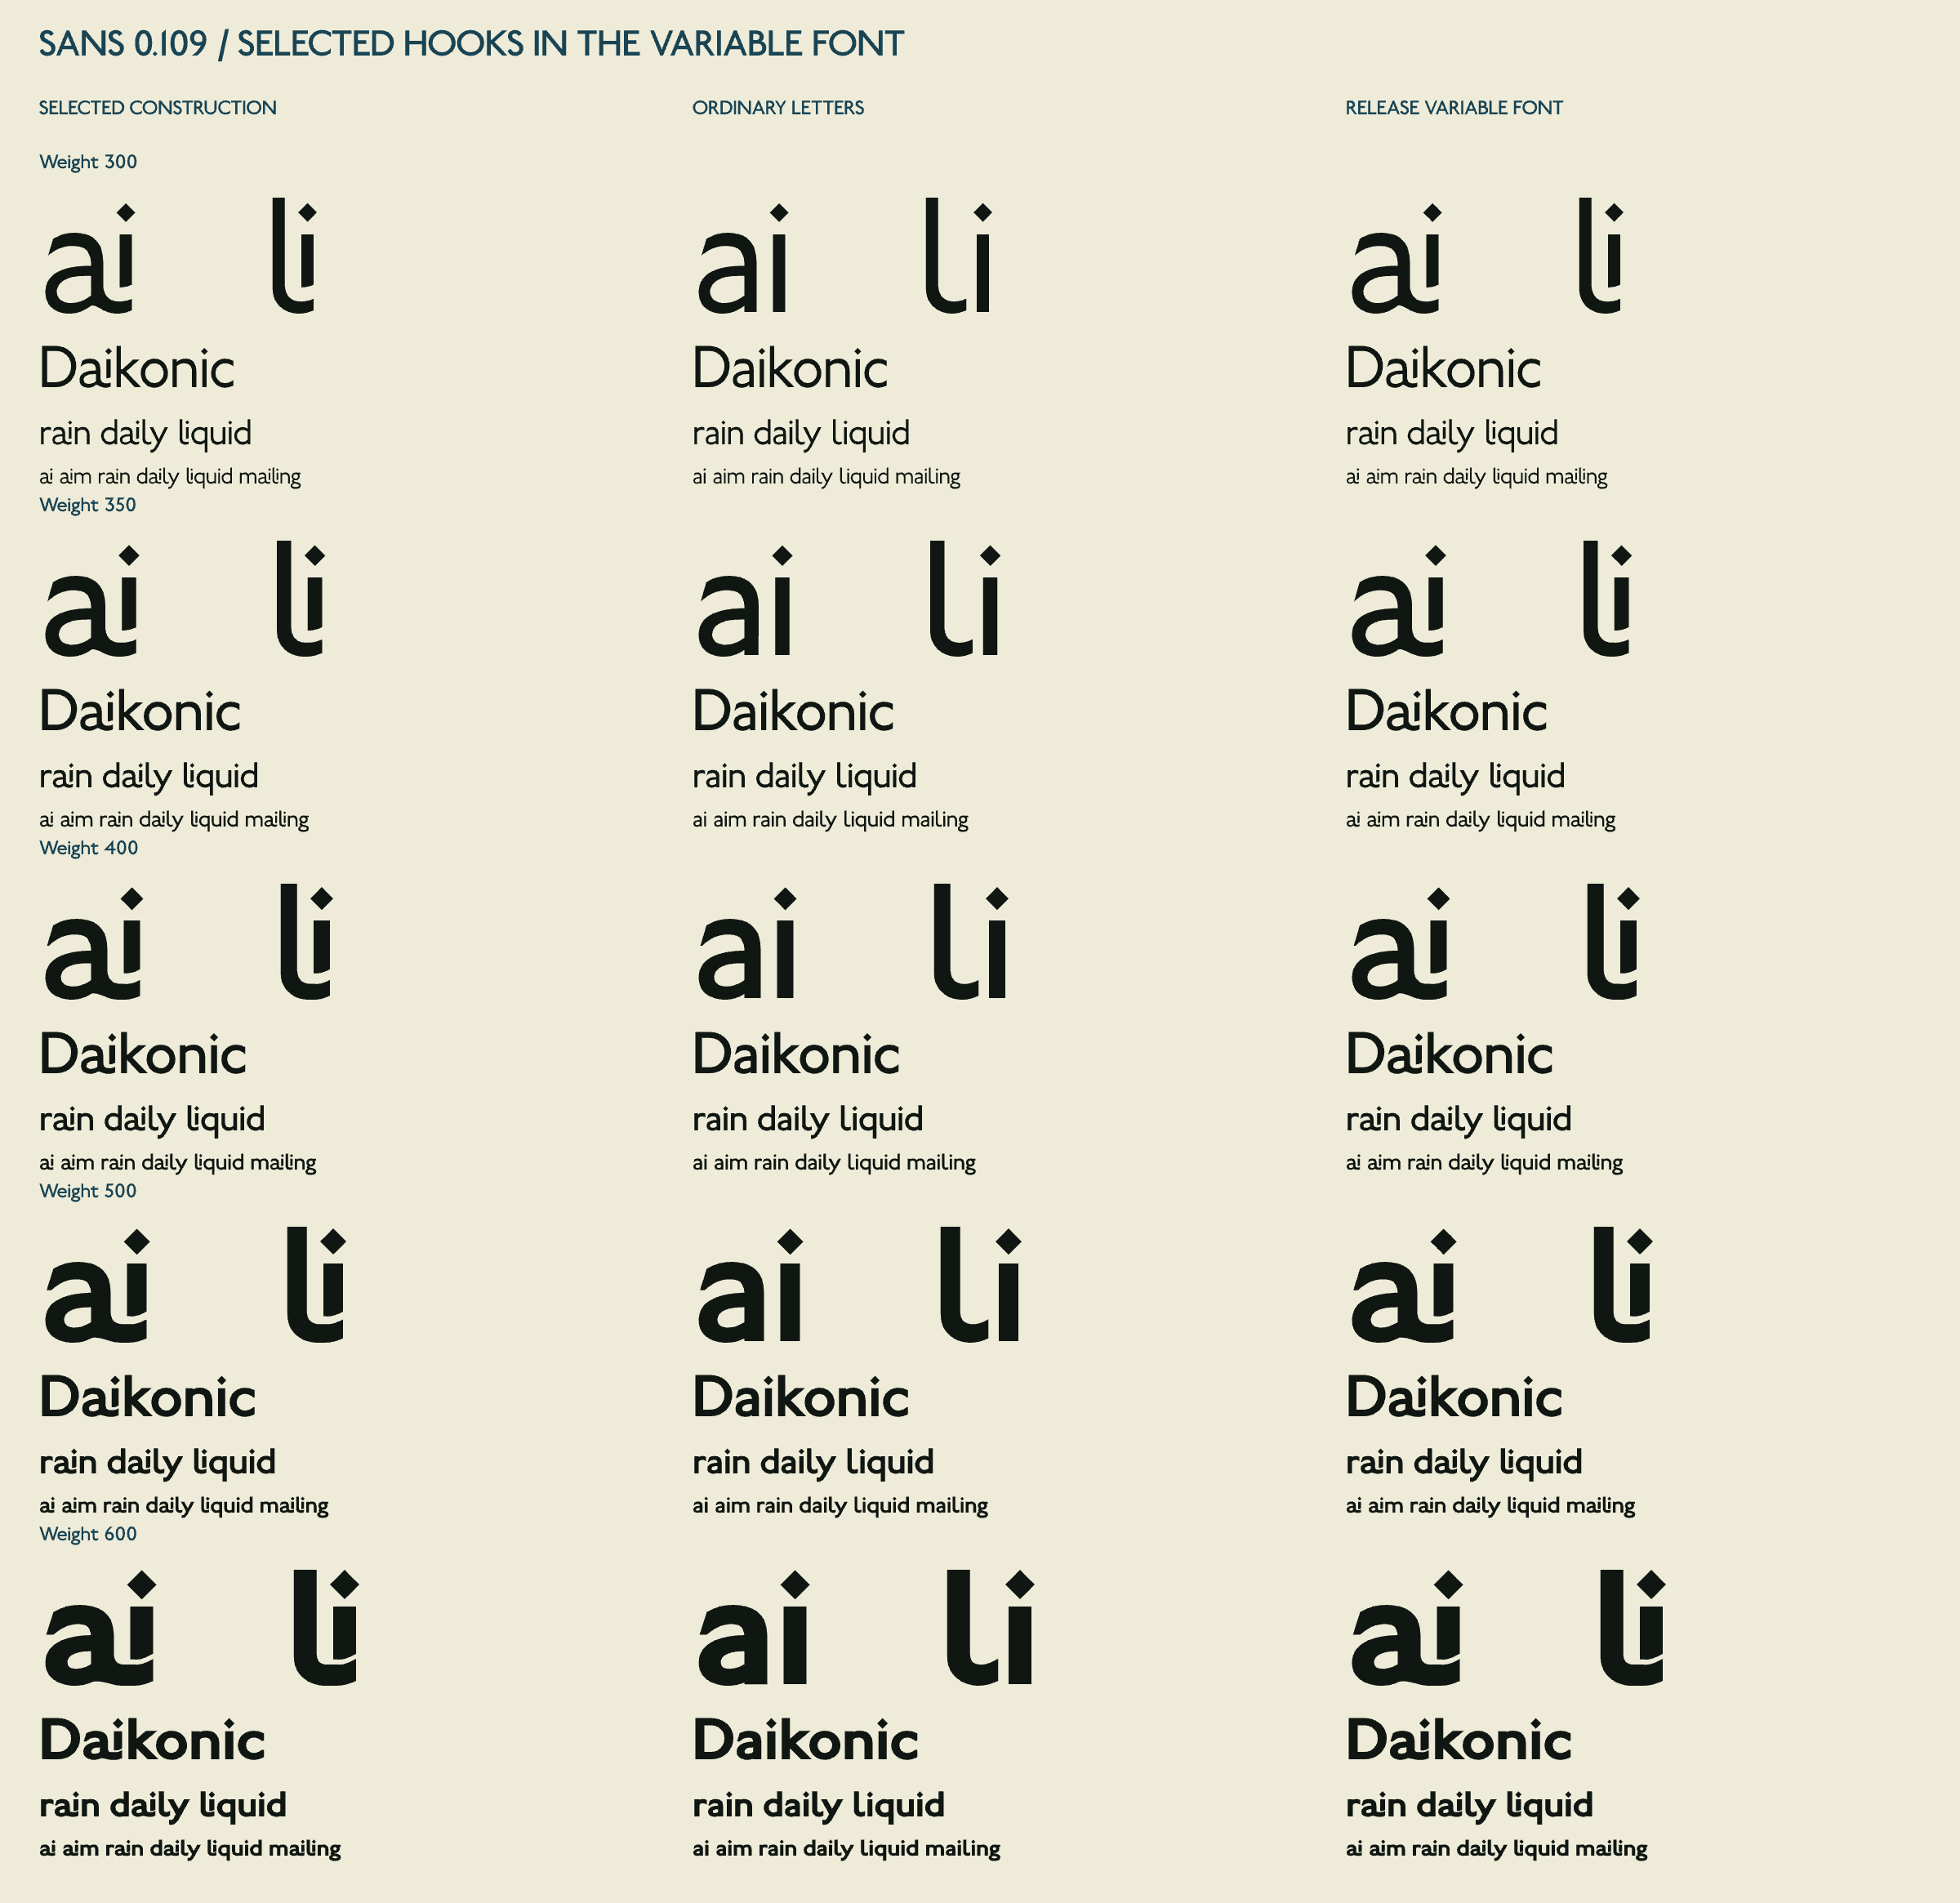 SANS 0.109 / SELECTED HOOKS IN THE VARIABLE FONT
SELECTED CONSTRUCTION ORDINARY LETTERS RELEASE VARIABLE FONT
Weight 300
ai li ai li ai li
Daikonic Daikonic Daikonic
rain daily liquid rain daily liquid rain daily liquid
ai aim rain daily liquid mailing ai aim rain daily liquid mailing ai aim rain daily liquid mailing
Weight 350
ai li ai li ai li
Daikonic Daikonic Daikonic
rain daily liquid rain daily liquid rain daily liquid
ai aim rain daily liquid mailing ai aim rain daily liquid mailing ai aim rain daily liquid mailing
Weight 400
ai li ai li ai li
Daikonic Daikonic Daikonic
rain daily liquid rain daily liquid rain daily liquid
ai aim rain daily liquid mailing ai aim rain daily liquid mailing ai aim rain daily liquid mailing
Weight 500
ai li ai li ai li
Daikonic Daikonic Daikonic
rain daily liquid rain daily liquid rain daily liquid
ai aim rain daily liquid mailing ai aim rain daily liquid mailing ai aim rain daily liquid mailing
Weight 600
ai li ai li ai li
Daikonic Daikonic Daikonic
rain daily liquid rain daily liquid rain daily liquid
ai aim rain daily liquid mailing ai aim rain daily liquid mailing ai aim rain daily liquid mailing